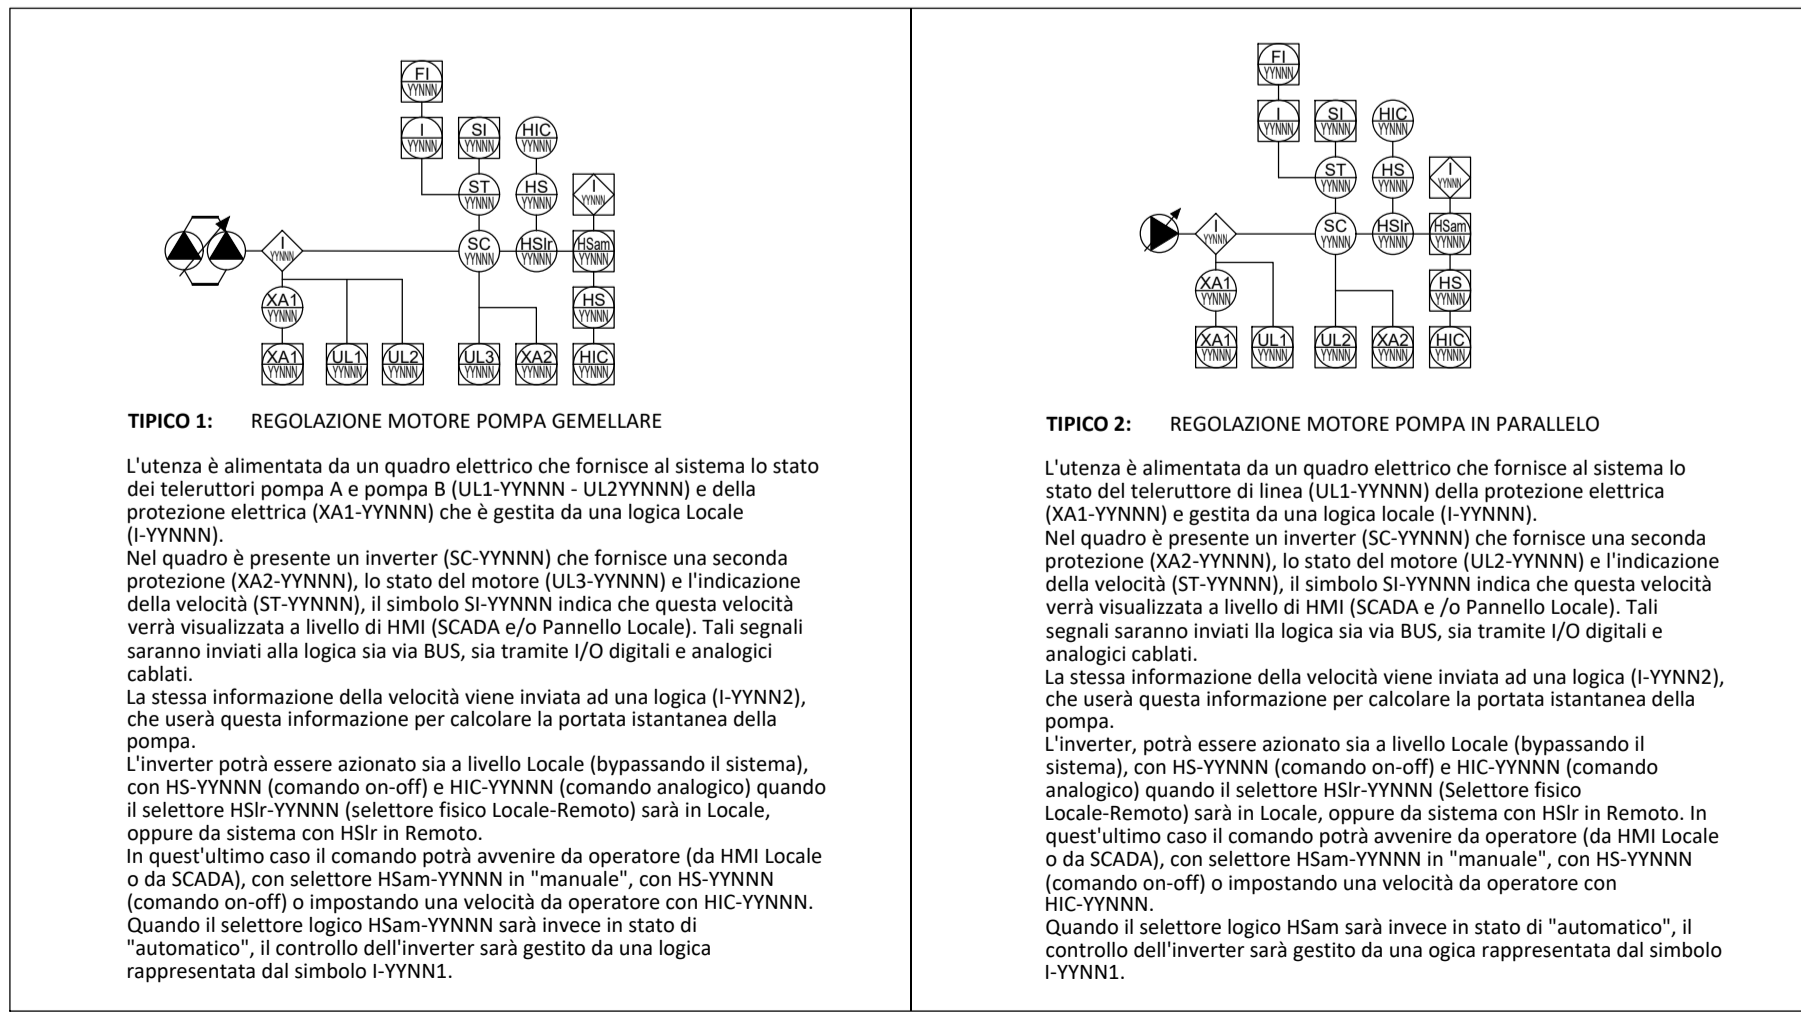 FI
YYNNN
I
YYNNN
SI
YYNNN
HIC
YYNNN
ST
YYNNN
HS
YYNNN
I
YYNNN
I
YYNNN
SC
YYNNN
HSlr
YYNNN
HSam
YYNNN
XA1
YYNNN
HS
YYNNN
XA1
YYNNN
UL1
YYNNN
UL2
YYNNN
UL3
YYNNN
XA2
YYNNN
HIC
YYNNN
TIPICO 1: REGOLAZIONE MOTORE POMPA GEMELLARE
L'utenza è alimentata da un quadro elettrico che fornisce al sistema lo stato
dei teleruttori pompa A e pompa B (UL1-YYNNN - UL2YYNNN) e della
protezione elettrica (XA1-YYNNN) che è gestita da una logica Locale
(I-YYNNN).
Nel quadro è presente un inverter (SC-YYNNN) che fornisce una seconda
protezione (XA2-YYNNN), lo stato del motore (UL3-YYNNN) e l'indicazione
della velocità (ST-YYNNN), il simbolo SI-YYNNN indica che questa velocità
verrà visualizzata a livello di HMI (SCADA e/o Pannello Locale). Tali segnali
saranno inviati alla logica sia via BUS, sia tramite I/O digitali e analogici
cablati.
La stessa informazione della velocità viene inviata ad una logica (I-YYNN2),
che userà questa informazione per calcolare la portata istantanea della
pompa.
L'inverter potrà essere azionato sia a livello Locale (bypassando il sistema),
con HS-YYNNN (comando on-off) e HIC-YYNNN (comando analogico) quando
il selettore HSlr-YYNNN (selettore fisico Locale-Remoto) sarà in Locale,
oppure da sistema con HSlr in Remoto.
In quest'ultimo caso il comando potrà avvenire da operatore (da HMI Locale
o da SCADA), con selettore HSam-YYNNN in "manuale", con HS-YYNNN
(comando on-off) o impostando una velocità da operatore con HIC-YYNNN.
Quando il selettore logico HSam-YYNNN sarà invece in stato di
"automatico", il controllo dell'inverter sarà gestito da una logica
rappresentata dal simbolo I-YYNN1.
FI
YYNNN
I
YYNNN
SI
YYNNN
HIC
YYNNN
ST
YYNNN
HS
YYNNN
I
YYNNN
I
YYNNN
SC
YYNNN
HSlr
YYNNN
HSam
YYNNN
XA1
YYNNN
HS
YYNNN
XA1
YYNNN
UL1
YYNNN
UL2
YYNNN
XA2
YYNNN
HIC
YYNNN
TIPICO 2: REGOLAZIONE MOTORE POMPA IN PARALLELO
L'utenza è alimentata da un quadro elettrico che fornisce al sistema lo
stato del teleruttore di linea (UL1-YYNNN) della protezione elettrica
(XA1-YYNNN) e gestita da una logica locale (I-YYNNN).
Nel quadro è presente un inverter (SC-YYNNN) che fornisce una seconda
protezione (XA2-YYNNN), lo stato del motore (UL2-YYNNN) e l'indicazione
della velocità (ST-YYNNN), il simbolo SI-YYNNN indica che questa velocità
verrà visualizzata a livello di HMI (SCADA e /o Pannello Locale). Tali
segnali saranno inviati lla logica sia via BUS, sia tramite I/O digitali e
analogici cablati.
La stessa informazione della velocità viene inviata ad una logica (I-YYNN2),
che userà questa informazione per calcolare la portata istantanea della
pompa.
L'inverter, potrà essere azionato sia a livello Locale (bypassando il
sistema), con HS-YYNNN (comando on-off) e HIC-YYNNN (comando
analogico) quando il selettore HSlr-YYNNN (Selettore fisico
Locale-Remoto) sarà in Locale, oppure da sistema con HSlr in Remoto. In
quest'ultimo caso il comando potrà avvenire da operatore (da HMI Locale
o da SCADA), con selettore HSam-YYNNN in "manuale", con HS-YYNNN
(comando on-off) o impostando una velocità da operatore con
HIC-YYNNN.
Quando il selettore logico HSam sarà invece in stato di "automatico", il
controllo dell'inverter sarà gestito da una ogica rappresentata dal simbolo
I-YYNN1.